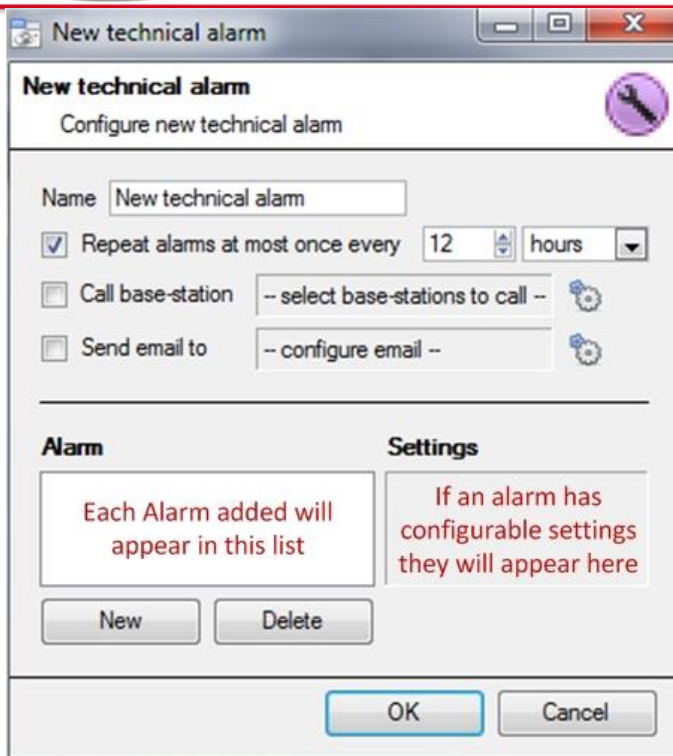 New technical alarm
New technical alarm
Configure new technical alarm
Name New technical alarm
Repeat alarms at most once every 12 hours
Call base-station -- select base-stations to call --
Send email to -- configure email --
Alarm Settings
Each Alarm added will
appear in this list
If an alarm has
configurable settings
they will appear here
New Delete
OK Cancel